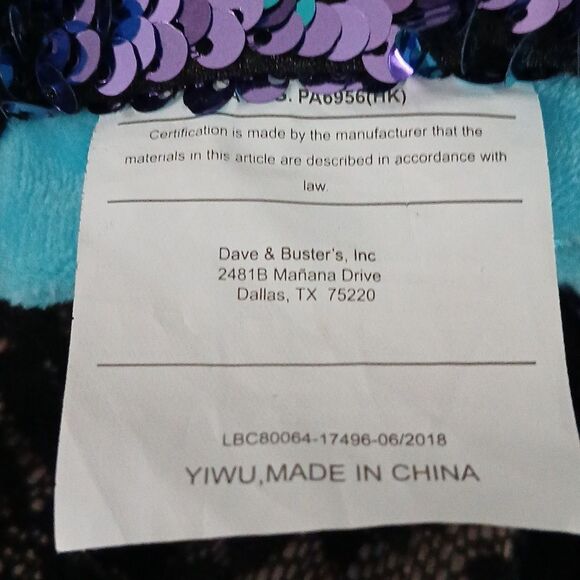 PA6956(HK)
Certification is made by the manufacturer that the
materials in this article are described in accordance with
law.
Dave & Buster's, Inc
2481B Mañana Drive
Dallas, TX 75220
LBC80064-17496-06/2018
YIWU,MADE IN CHINA